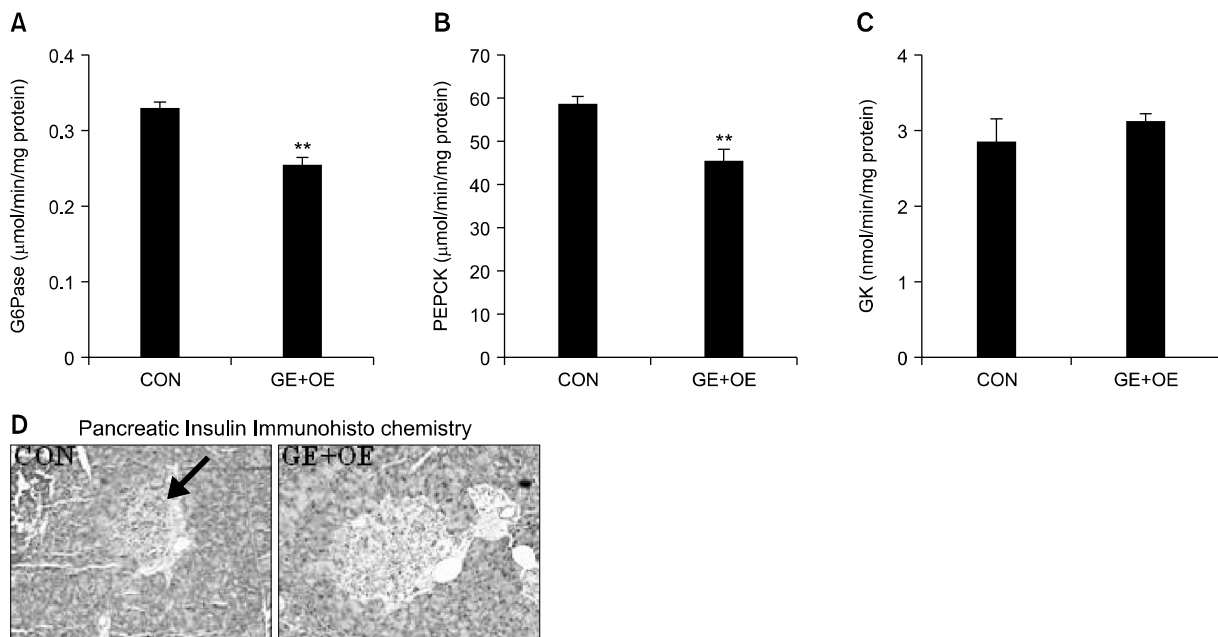 A
G6Pase (μmol/min/mg protein)
0.4
0.3
0.2
0.1
0
**
CON
GE+OE
B
PEPCK (μmol/min/mg protein)
70
60
50
40
30
20
10
0
**
CON
GE+OE
C
GK (nmol/min/mg protein)
4
3
2
1
0
CON
GE+OE
D
Pancreatic Insulin Immunohisto chemistry
CON
GE+OE